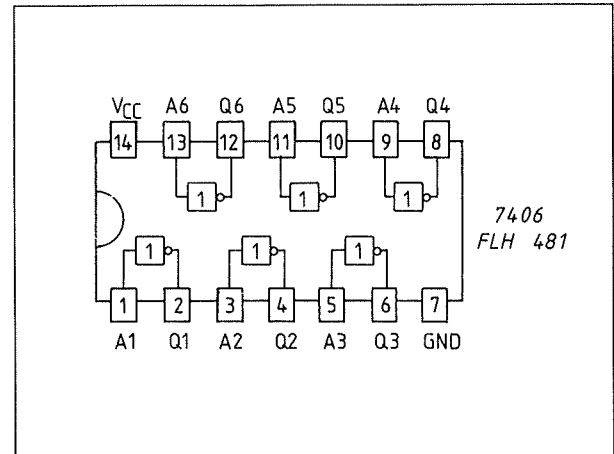 VCC A6 Q6 A5 Q5 A4 Q4
14 13 12 11 10 9 8
1 1 1
7406
FLH 481
1 1 1
1 2 3 4 5 6 7
A1 Q1 A2 Q2 A3 Q3 GND